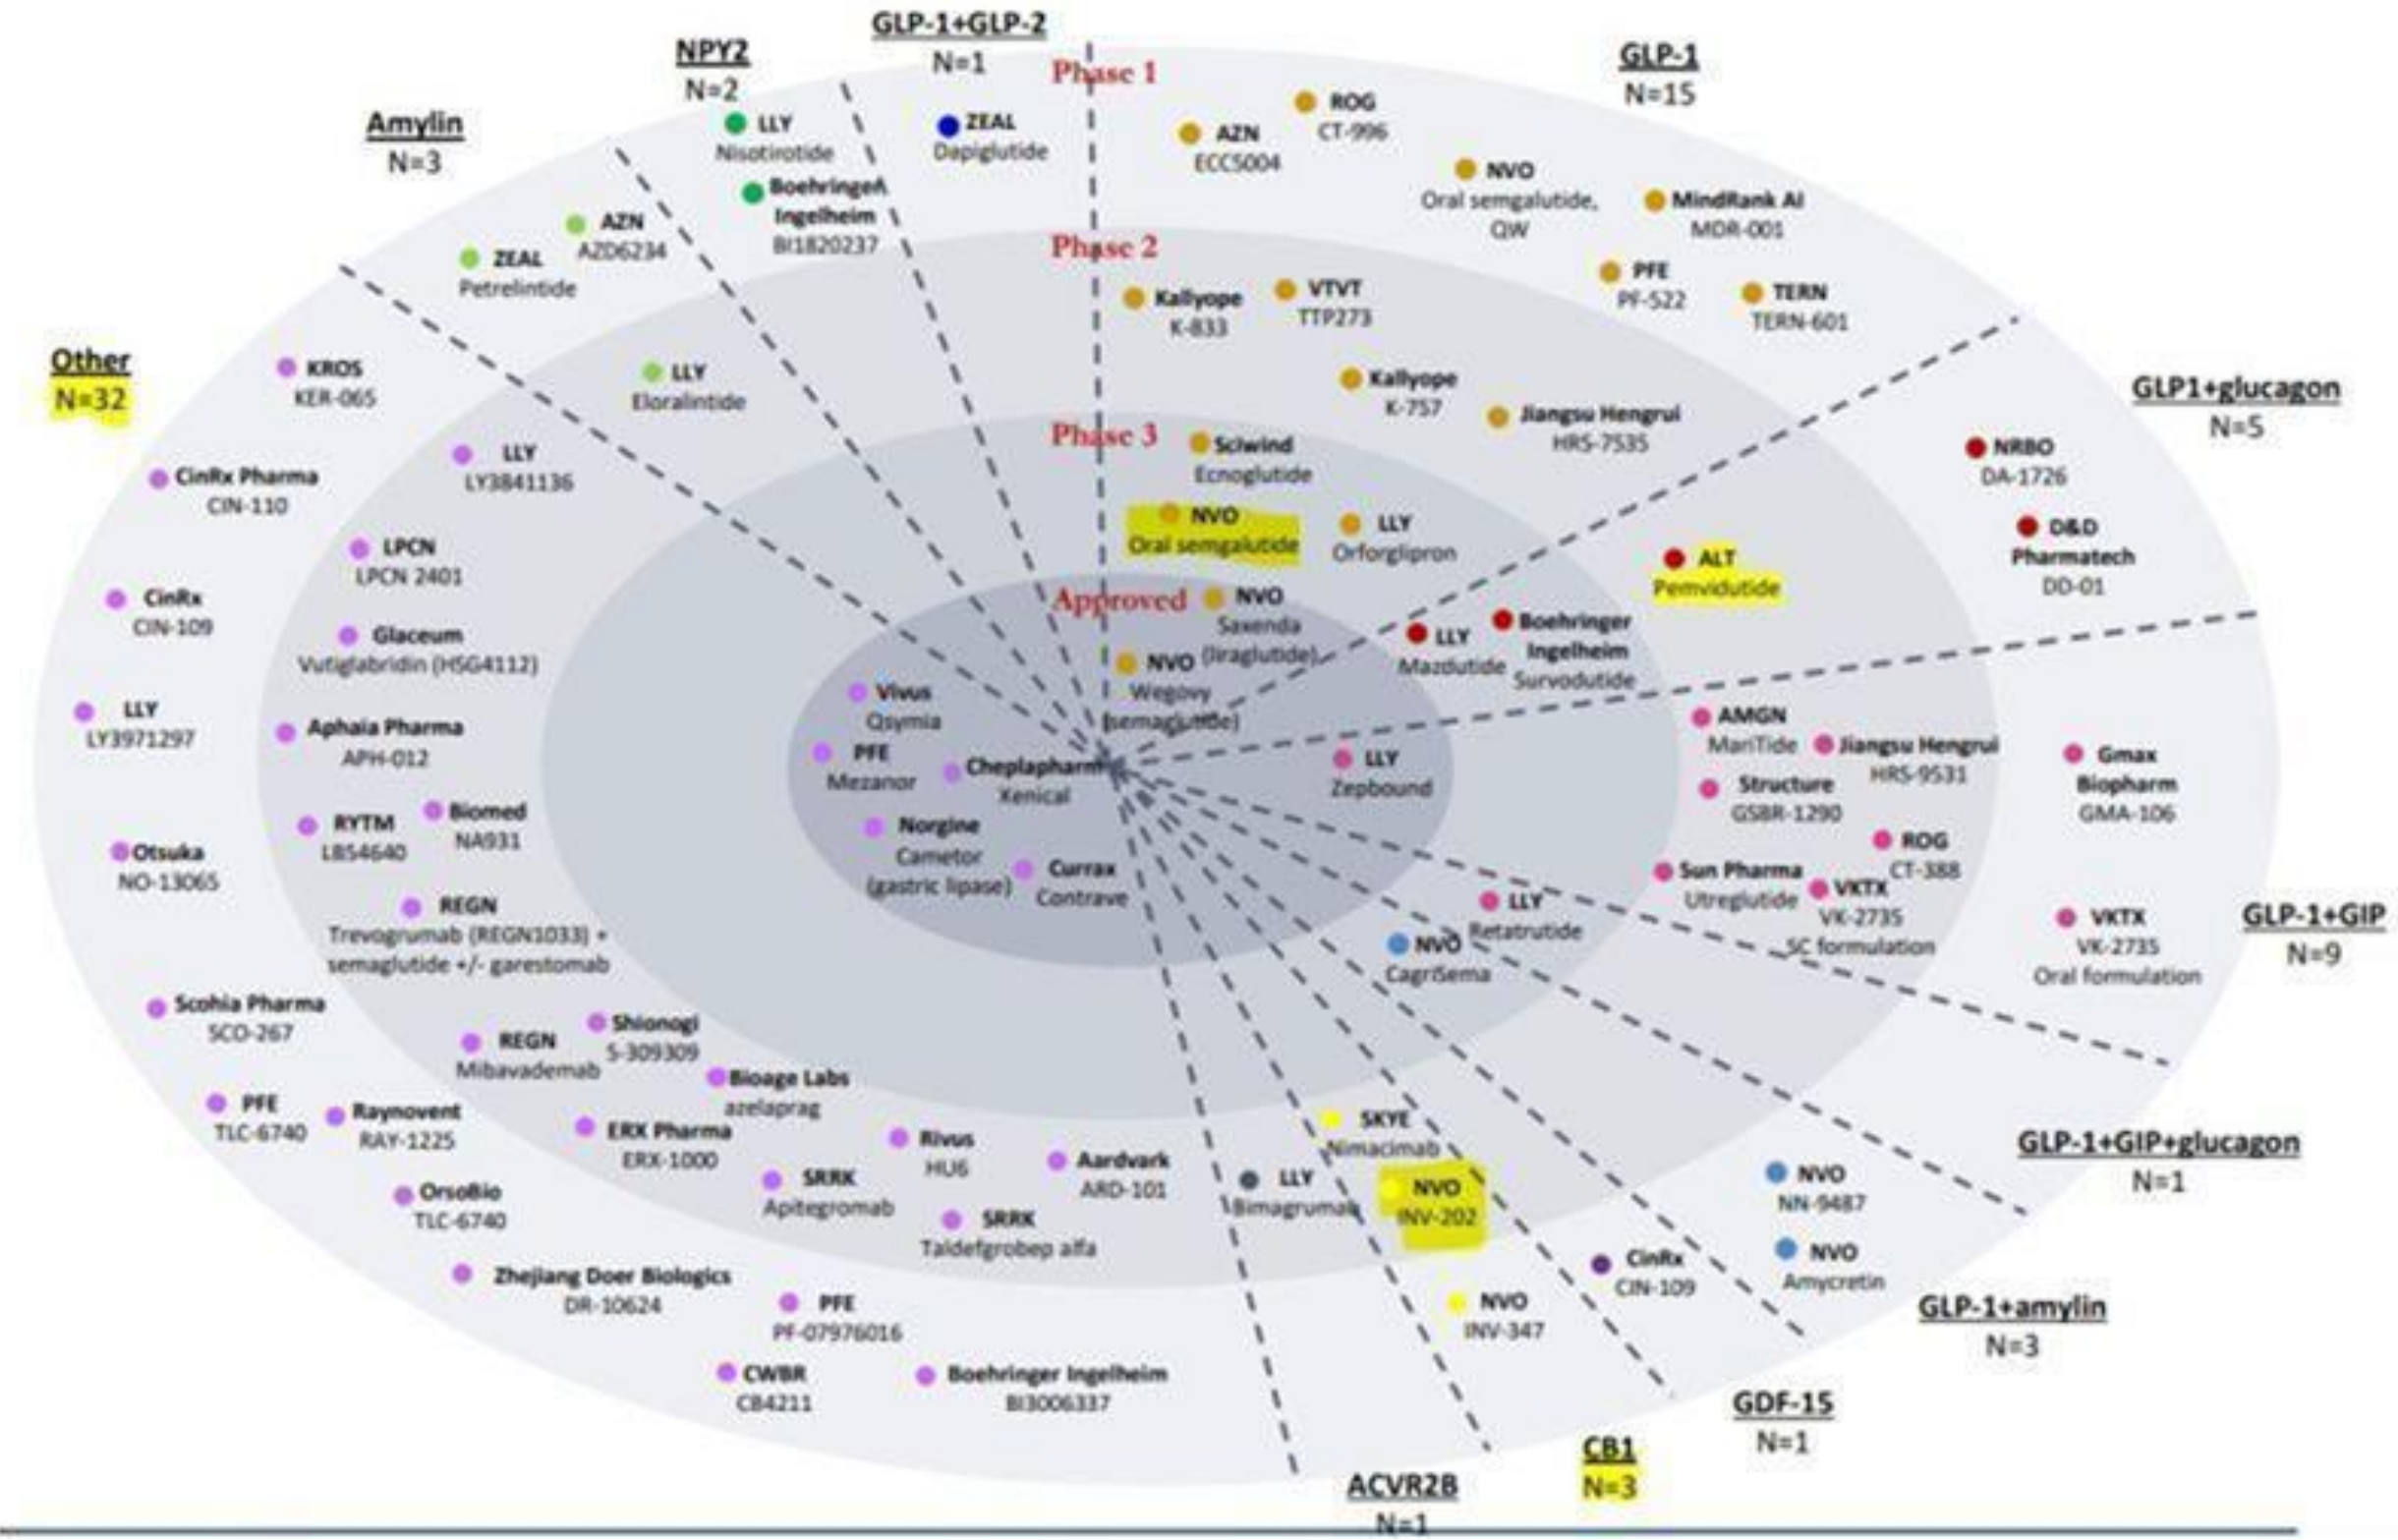 GLP-1+GLP-2
N=1
NPY2
N=2
Amylin
N=3
GLP-1
N=15
Phase 1
LLY
Nisotirotide
Boehringer
Ingelheim
BI1820237
ZEAL
Dapiglutide
AZN
ECC5004
ROG
CT-996
NVO
Oral semgalutide,
QW
MindRank AI
MDR-001
PFE
PF-522
TERN
TERN-601
AZN
AZD6234
ZEAL
Petrelintide
Phase 2
Kallyope
K-833
VTVT
TTP273
Kallyope
K-757
Jiangsu Hengrui
HRS-7535
LLY
Eloralintide
Phase 3
Sciwind
Ecnoglutide
NVO
Oral semgalutide
LLY
Orforglipron
Approved
NVO
Saxenda
(liraglutide)
NVO
Wegovy
(semaglutide)
GLP1+glucagon
N=5
NRBO
DA-1726
D&D
Pharmatech
DD-01
ALT
Pemvidutide
LLY
Mazdutide
Boehringer
Ingelheim
Survodutide
Other
N=32
KROS
KER-065
CinRx Pharma
CIN-110
LLY
LY3841136
LPCN
LPCN 2401
CinRx
CIN-109
Glaceum
Vutiglabridin (HSG4112)
LLY
LY3971297
Aphaia Pharma
APH-012
RYTM
LB54640
Biomed
NA931
Otsuka
NO-13065
REGN
Trevogrumab (REGN1033) +
semaglutide +/- garestomab
Scohia Pharma
SCO-267
REGN
Mibavademab
Shionogi
S-309309
Bioage Labs
azelaprag
PFE
TLC-6740
Raynovent
RAY-1225
ERX Pharma
ERX-1000
Rivus
HU6
Aardvark
ARD-101
SRRK
Apitegromab
SRRK
Taldefgrobep alfa
OrsoBio
TLC-6740
Zhejiang Doer Biologics
DR-10624
PFE
PF-07976016
CWBR
CB4211
Boehringer Ingelheim
BI3006337
Vivus
Qsymia
PFE
Mezanor
Cheplapharm
Xenical
Norgine
Cametor
(gastric lipase)
Currax
Contrave
LLY
Zepbound
AMGN
MariTide
Jiangsu Hengrui
HRS-9531
Structure
GSBR-1290
ROG
CT-388
Sun Pharma
Utreglutide
VKTX
VK-2735
SC formulation
Gmax
Biopharm
GMA-106
VKTX
VK-2735
Oral formulation
GLP-1+GIP
N=9
LLY
Retatrutide
NVO
CagriSema
GLP-1+GIP+glucagon
N=1
NVO
NN-9487
NVO
Amycretin
GLP-1+amylin
N=3
CinRx
CIN-109
GDF-15
N=1
SKYE
Nimacimab
NVO
INV-202
NVO
INV-347
CB1
N=3
LLY
Bimagrumab
ACVR2B
N=1